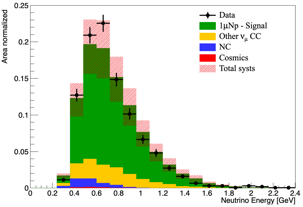 Area normalized
0.25
0.2
0.15
0.1
0.05
0
Data
1μNp - Signal
Other νμ CC
NC
Cosmics
Total systs
0 0.2 0.4 0.6 0.8 1 1.2 1.4 1.6 1.8 2 2.2 2.4
Neutrino Energy [GeV]